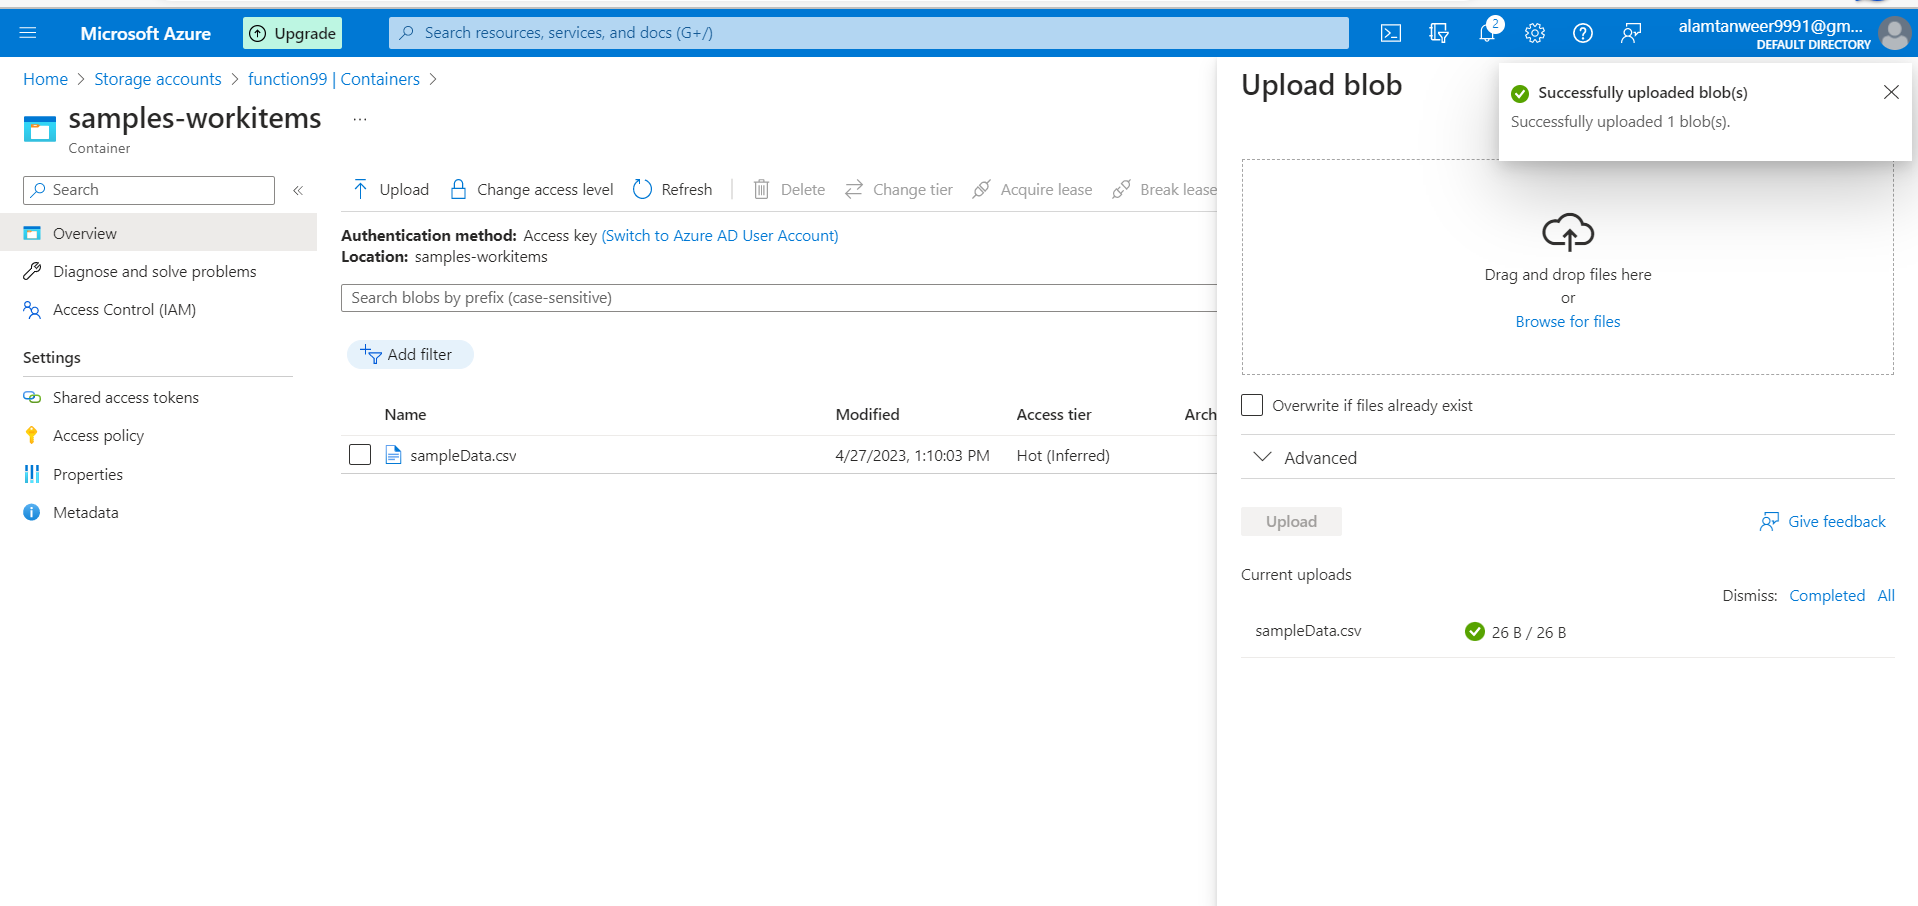 Microsoft Azure
Upgrade
Search resources, services, and docs (G+/)
2
alamtanweer9991@gm...
DEFAULT DIRECTORY
Home > Storage accounts > function99 | Containers >
samples-workitems ...
Container
Search
«
Overview
Diagnose and solve problems
Access Control (IAM)
Settings
Shared access tokens
Access policy
Properties
Metadata
Upload Change access level Refresh | Delete Change tier Acquire lease Break lease
Authentication method: Access key (Switch to Azure AD User Account)
Location: samples-workitems
Search blobs by prefix (case-sensitive)
Add filter
Name Modified Access tier Arch
sampleData.csv 4/27/2023, 1:10:03 PM Hot (Inferred)
Upload blob
Successfully uploaded blob(s)
Successfully uploaded 1 blob(s).
Drag and drop files here
or
Browse for files
Overwrite if files already exist
Advanced
Upload
Give feedback
Current uploads
Dismiss: Completed All
sampleData.csv 26 B / 26 B